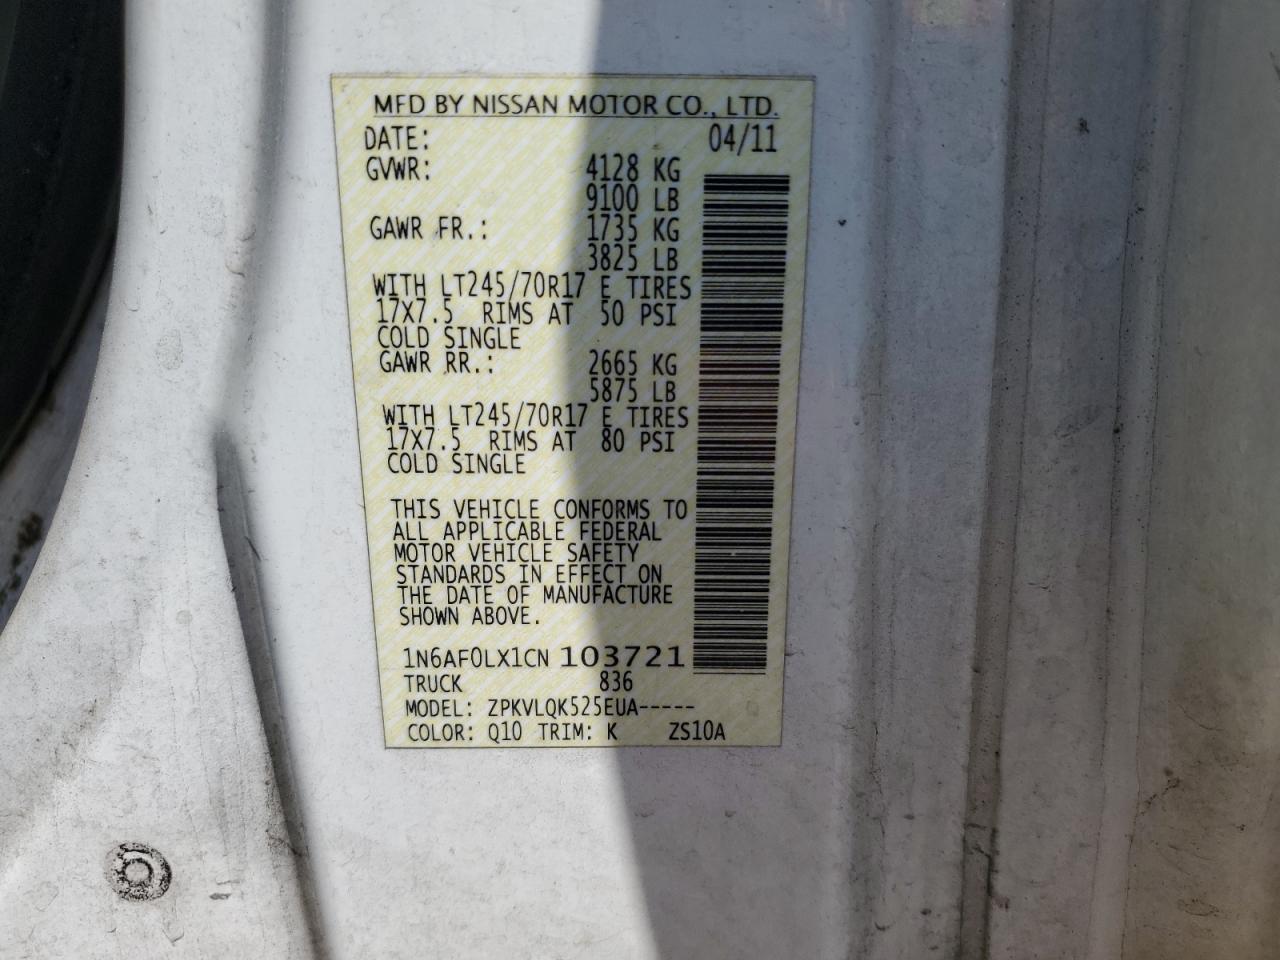 MFD BY NISSAN MOTOR CO., LTD.
DATE: 04/11
GVWR: 4128 KG
9100 LB
GAWR FR.: 1735 KG
3825 LB
WITH LT245/70R17 E TIRES
17X7.5 RIMS AT 50 PSI
COLD SINGLE
GAWR RR.: 2665 KG
5875 LB
WITH LT245/70R17 E TIRES
17X7.5 RIMS AT 80 PSI
COLD SINGLE
THIS VEHICLE CONFORMS TO
ALL APPLICABLE FEDERAL
MOTOR VEHICLE SAFETY
STANDARDS IN EFFECT ON
THE DATE OF MANUFACTURE
SHOWN ABOVE.
1N6AF0LX1CN 103721
TRUCK 836
MODEL: ZPKVLQK525EUA-----
COLOR: Q10 TRIM: K ZS10A